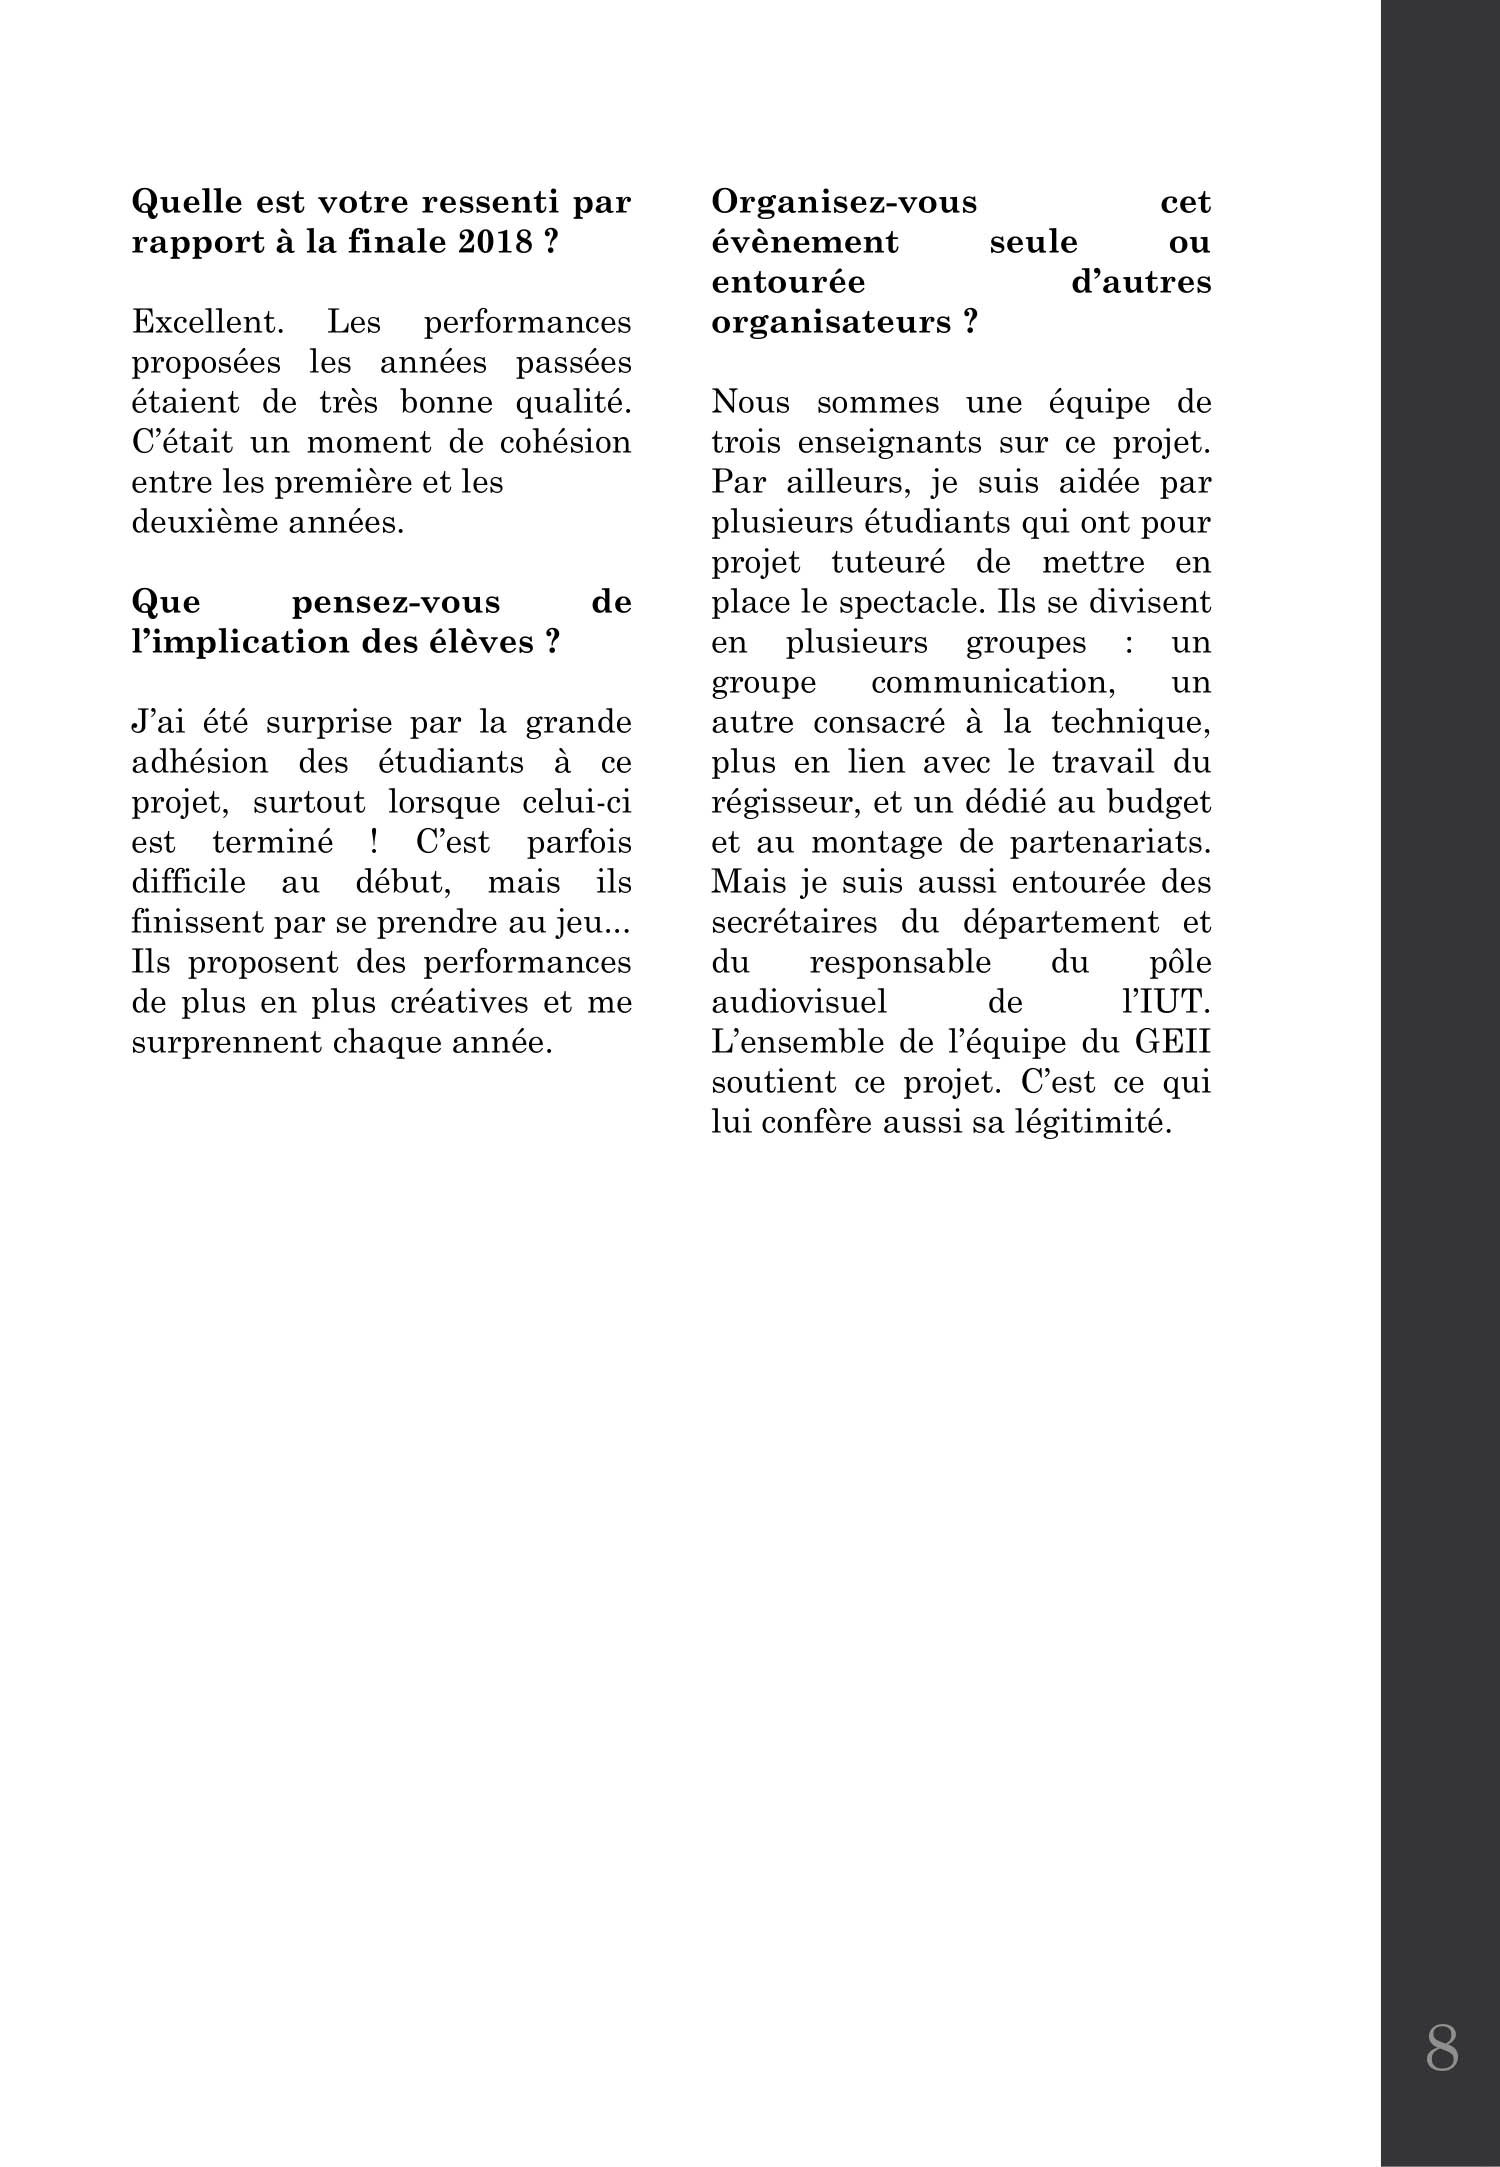 Quelle est votre ressenti par
rapport à la finale 2018 ?
Excellent. Les performances
proposées les années passées
étaient de très bonne qualité.
C’était un moment de cohésion
entre les première et les
deuxième années.
Que pensez-vous de
l’implication des élèves ?
J’ai été surprise par la grande
adhésion des étudiants à ce
projet, surtout lorsque celui-ci
est terminé ! C’est parfois
difficile au début, mais ils
finissent par se prendre au jeu...
Ils proposent des performances
de plus en plus créatives et me
surprennent chaque année.
Organisez-vous cet
évènement seule ou
entourée d’autres
organisateurs ?
Nous sommes une équipe de
trois enseignants sur ce projet.
Par ailleurs, je suis aidée par
plusieurs étudiants qui ont pour
projet tuteuré de mettre en
place le spectacle. Ils se divisent
en plusieurs groupes : un
groupe communication, un
autre consacré à la technique,
plus en lien avec le travail du
régisseur, et un dédié au budget
et au montage de partenariats.
Mais je suis aussi entourée des
secrétaires du département et
du responsable du pôle
audiovisuel de l’IUT.
L’ensemble de l’équipe du GEII
soutient ce projet. C’est ce qui
lui confère aussi sa légitimité.
8